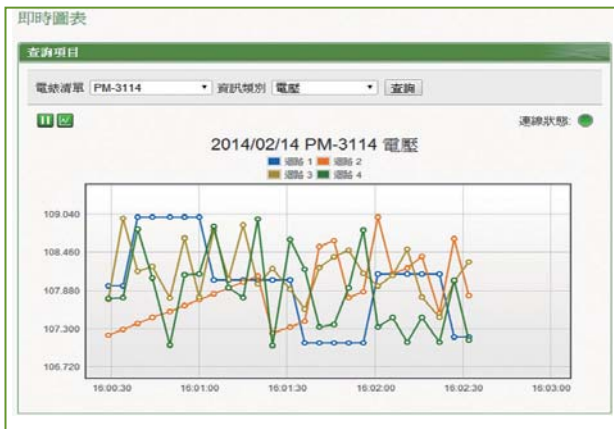 即時圖表
查詢項目
電錶清單 PM-3114 資訊類別 電壓 查詢
連線狀態:
2014/02/14 PM-3114 電壓
迴路 1 迴路 2
迴路 3 迴路 4
109.040
108.460
107.880
107.300
106.720
16:00:30 16:01:00 16:01:30 16:02:00 16:02:30 16:03:00